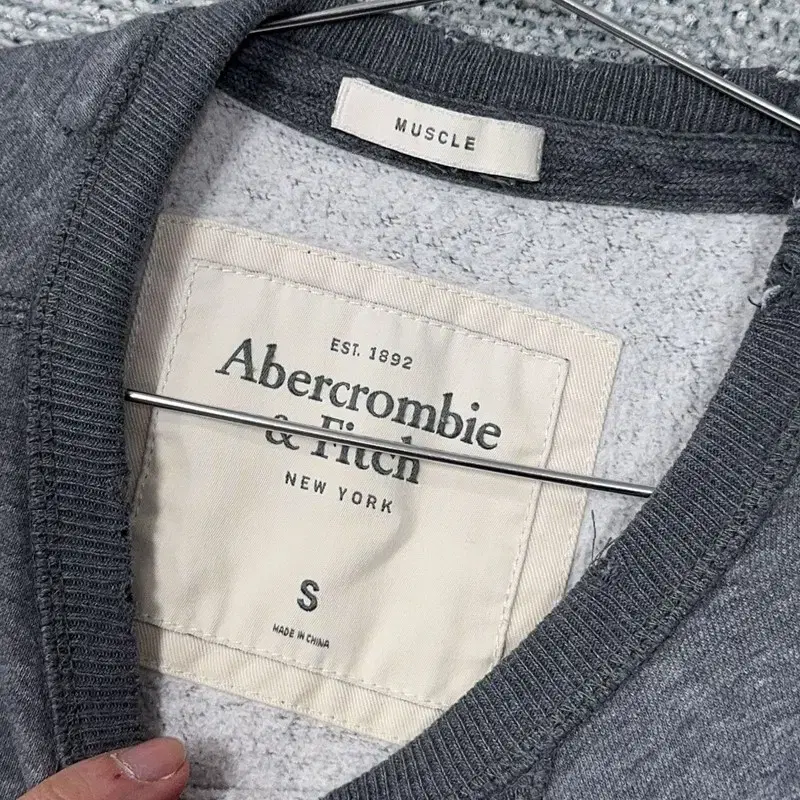 MUSCLE
EST. 1892
Abercrombie
& Fitch
NEW YORK
S
MADE IN CHINA